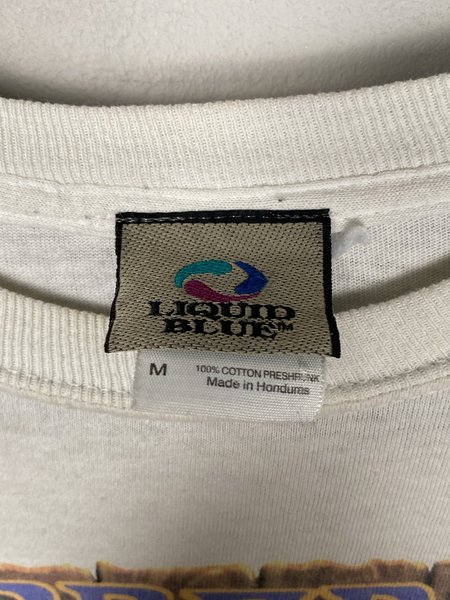 LIQUID
BLUE™
M
100% COTTON PRESHRUNK
Made in Honduras